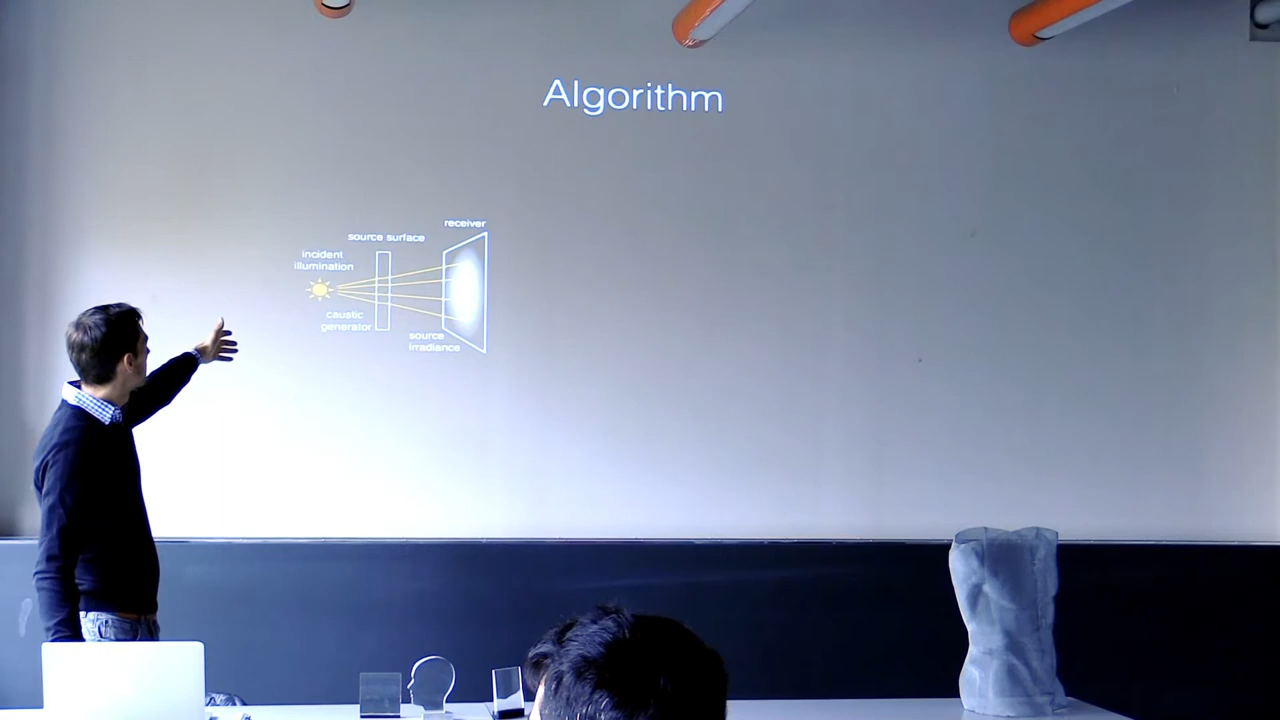 Algorithm
receiver
source surface
incident
illumination
caustic
generator
source
irradiance